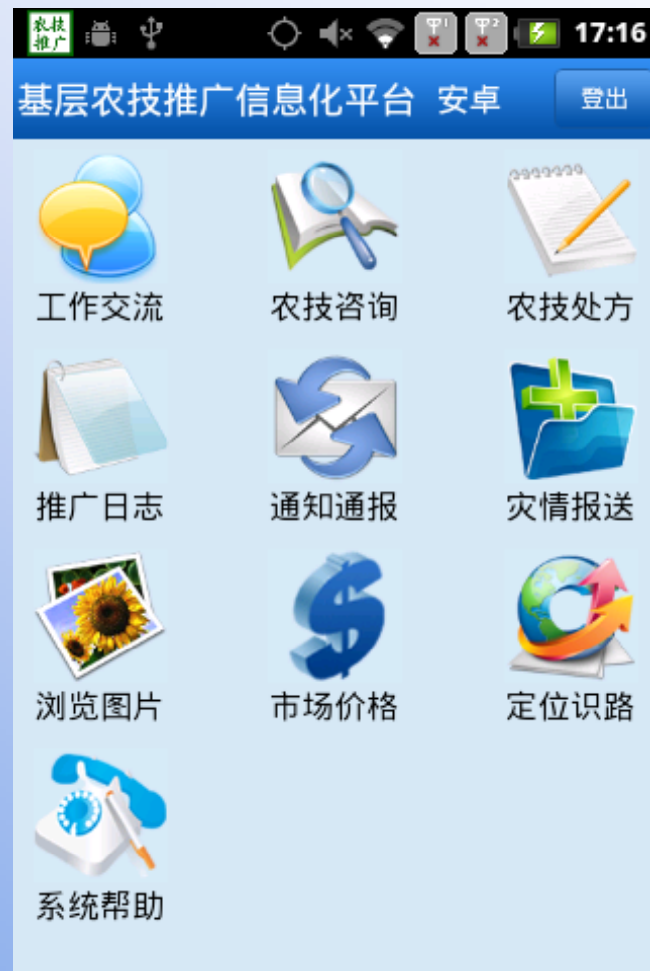 农技
推广
17:16
基层农技推广信息化平台 安卓 登出
工作交流 农技咨询 农技处方
推广日志 通知通报 灾情报送
浏览图片 市场价格 定位识路
系统帮助